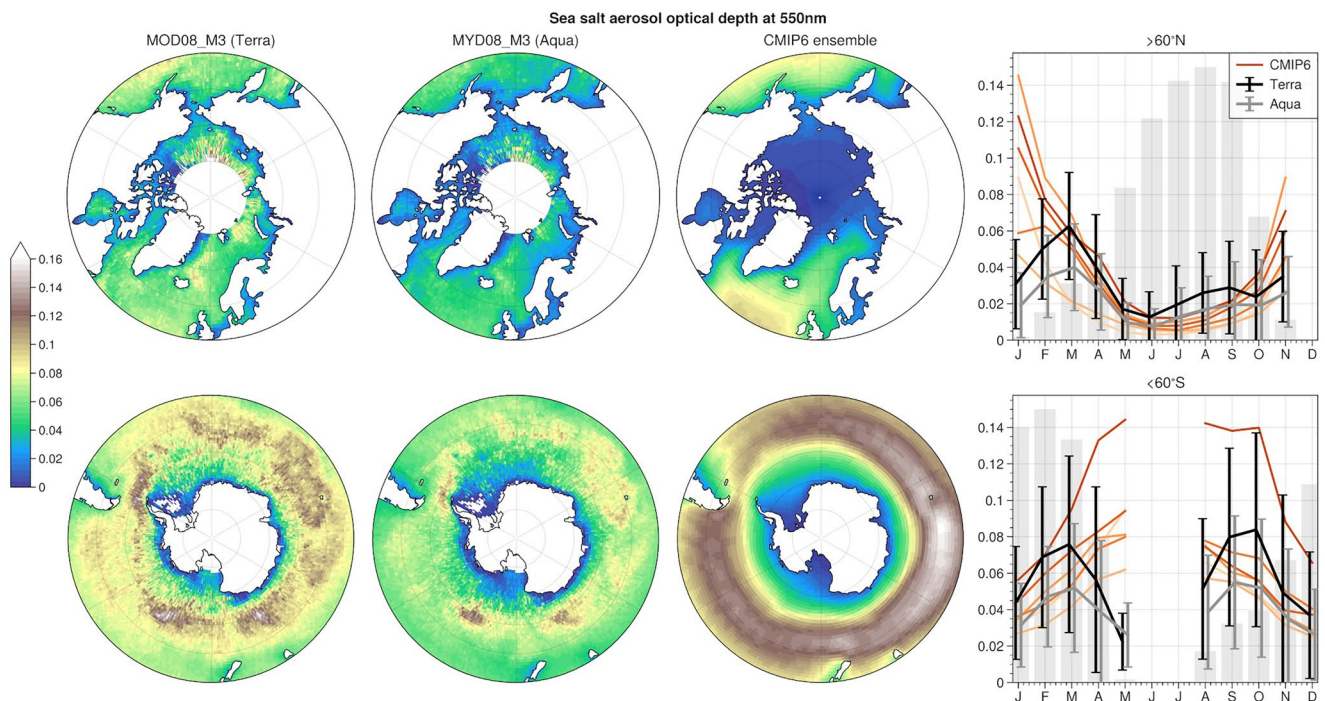 Sea salt aerosol optical depth at 550nm
MOD08_M3 (Terra)
MYD08_M3 (Aqua)
CMIP6 ensemble
>60°N
CMIP6
Terra
Aqua
0.14
0.12
0.1
0.08
0.06
0.04
0.02
0
J F M A M J J A S O N D
0.16
0.14
0.12
0.1
0.08
0.06
0.04
0.02
0
<60°S
0.14
0.12
0.1
0.08
0.06
0.04
0.02
0
J F M A M J J A S O N D